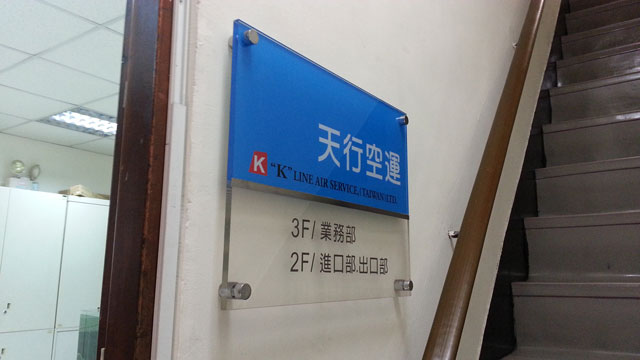 天行空運
K "K" LINE AIR SERVICE, (TAIWAN) LTD.
3F/業務部
2F/進口部.出口部